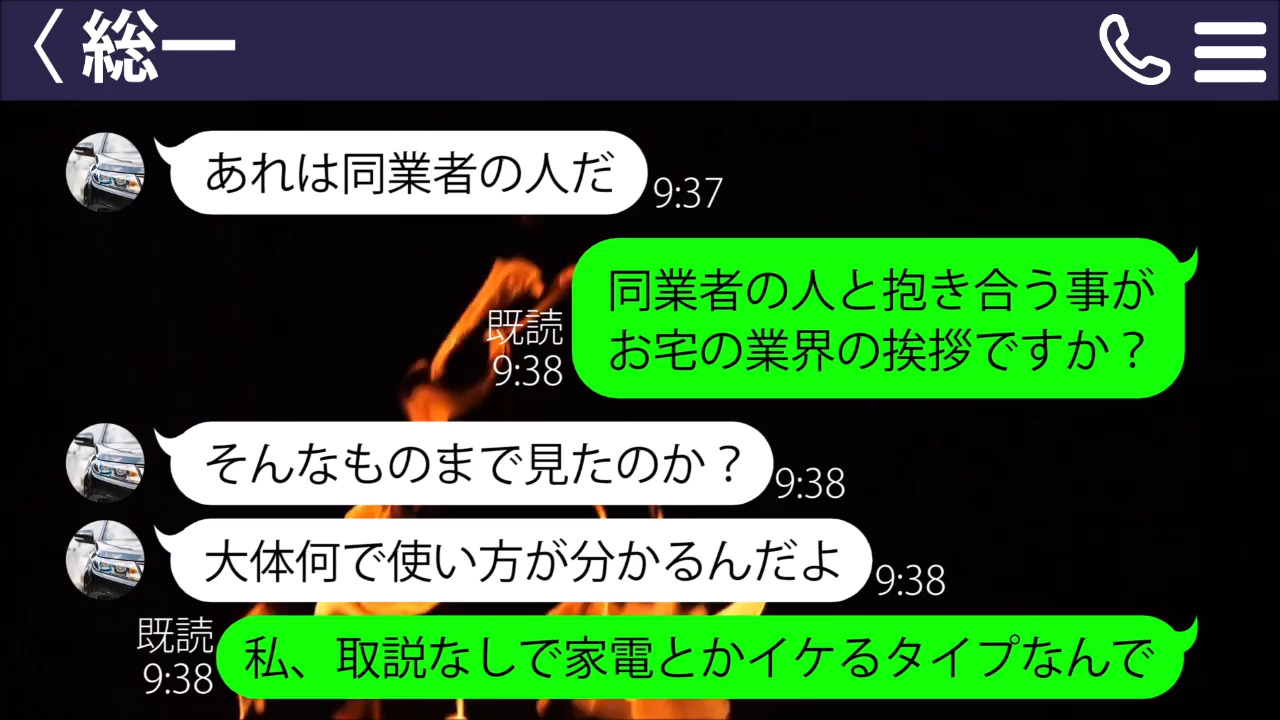 総一
あれは同業者の人だ
9:37
同業者の人と抱き合う事が
お宅の業界の挨拶ですか？
既読
9:38
そんなものまで見たのか？
9:38
大体何で使い方が分かるんだよ
9:38
私、取説なしで家電とかイケるタイプなんで
既読
9:38